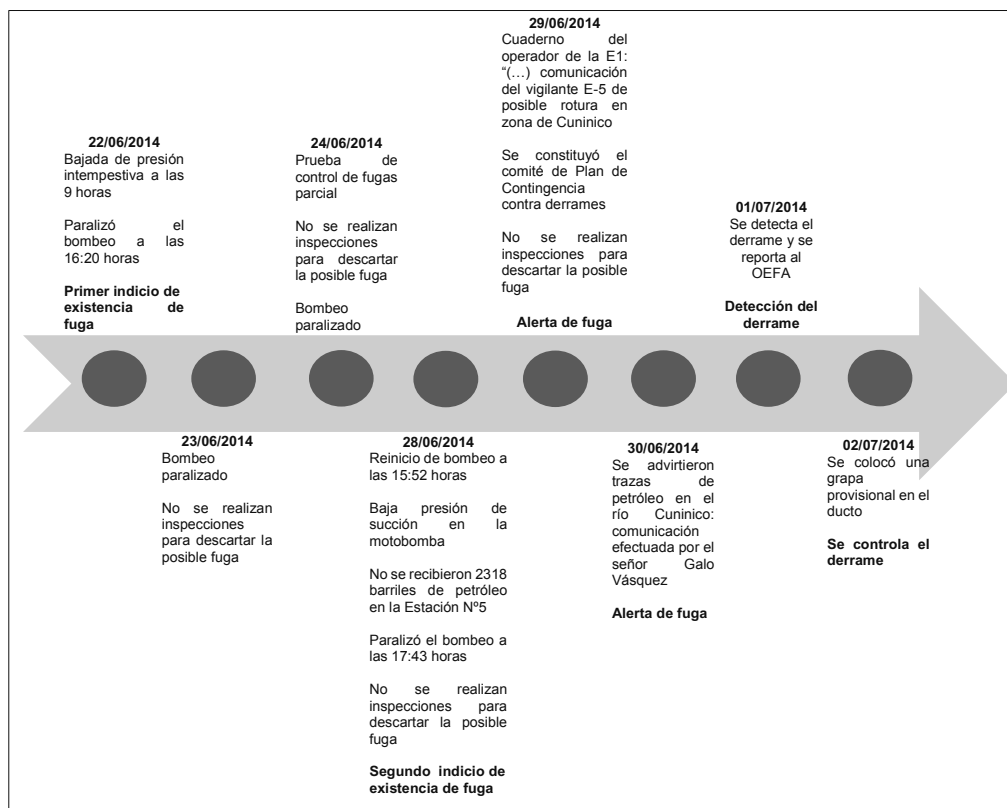 22/06/2014
Bajada de presión
intempestiva a las
9 horas
Paralizó el
bombeo a las
16:20 horas
Primer indicio de
existencia de
fuga
23/06/2014
Bombeo
paralizado
No se realizan
inspecciones
para descartar la
posible fuga
24/06/2014
Prueba de
control de fugas
parcial
No se realizan
inspecciones
para descartar
la posible fuga
Bombeo
paralizado
28/06/2014
Reinicio de bombeo a
las 15:52 horas
Baja presión de
succión en la
motobomba
No se recibieron 2318
barriles de petróleo
en la Estación Nº5
Paralizó el bombeo a
las 17:43 horas
No se realizan
inspecciones para
descartar la posible
fuga
Segundo indicio de
existencia de fuga
29/06/2014
Cuaderno del
operador de la E1:
“(…) comunicación
del vigilante E-5 de
posible rotura en
zona de Cuninico
Se constituyó el
comité de Plan de
Contingencia
contra derrames
No se realizan
inspecciones para
descartar la posible
fuga
Alerta de fuga
30/06/2014
Se advirtieron
trazas de
petróleo en el
río Cuninico:
comunicación
efectuada por el
señor Galo
Vásquez
Alerta de fuga
01/07/2014
Se detecta el
derrame y se
reporta al
OEFA
Detección del
derrame
02/07/2014
Se colocó una
grapa
provisional en el
ducto
Se controla el
derrame